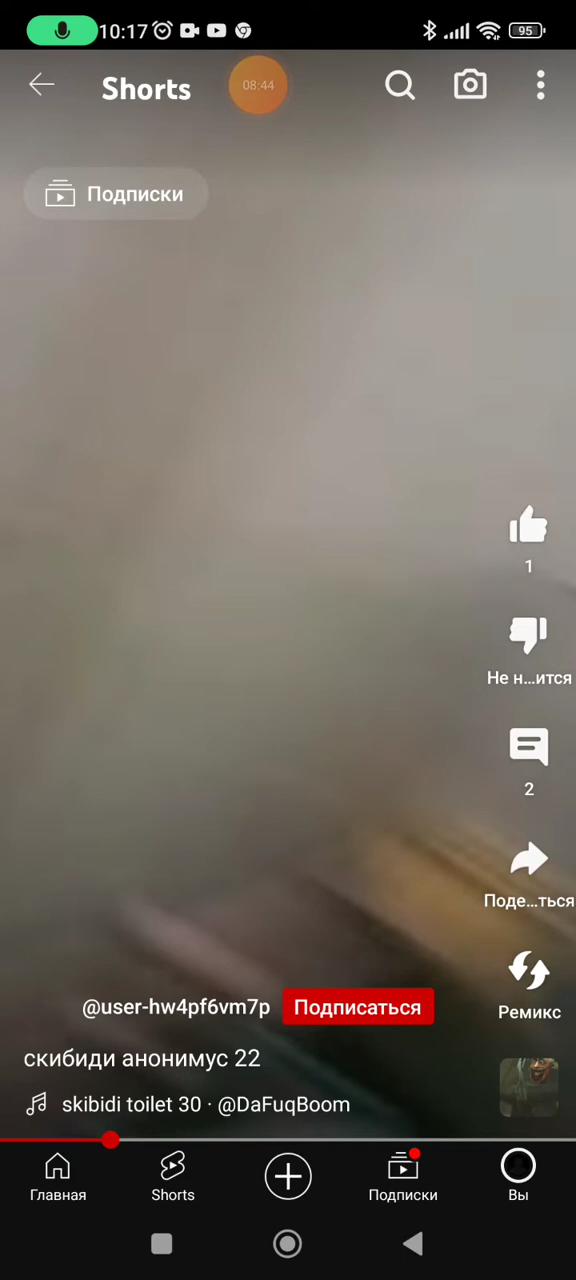 10:17
95
Shorts
08:44
Подписки
1
Не н...ится
2
Поде...ться
Ремикс
@user-hw4pf6vm7p Подписаться
скибиди анонимус 22
skibidi toilet 30 · @DaFuqBoom
Главная Shorts Подписки Вы